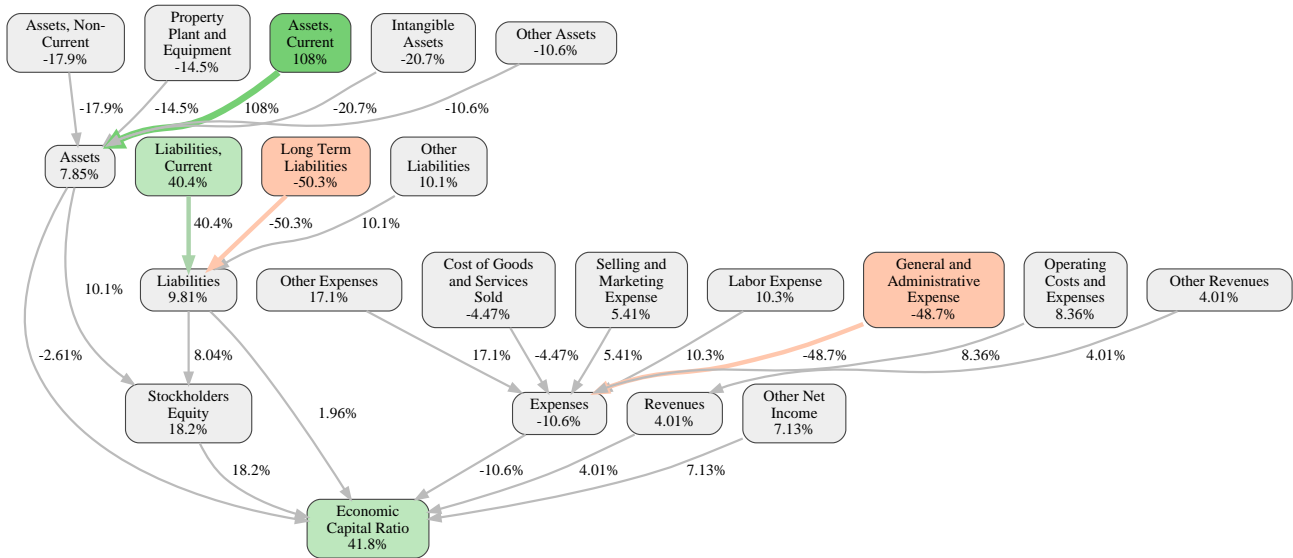 Assets, Non-
Current
-17.9%
Property
Plant and
Equipment
-14.5%
Assets,
Current
108%
Intangible
Assets
-20.7%
Other Assets
-10.6%
-17.9%
-14.5%
108%
-20.7%
-10.6%
Assets
7.85%
Liabilities,
Current
40.4%
Long Term
Liabilities
-50.3%
Other
Liabilities
10.1%
40.4%
-50.3%
10.1%
Liabilities
9.81%
Other Expenses
17.1%
Cost of Goods
and Services
Sold
-4.47%
Selling and
Marketing
Expense
5.41%
Labor Expense
10.3%
General and
Administrative
Expense
-48.7%
Operating
Costs and
Expenses
8.36%
Other Revenues
4.01%
10.1%
-2.61%
8.04%
17.1%
-4.47%
5.41%
10.3%
-48.7%
8.36%
4.01%
Stockholders
Equity
18.2%
1.96%
Expenses
-10.6%
Revenues
4.01%
Other Net
Income
7.13%
18.2%
-10.6%
4.01%
7.13%
Economic
Capital Ratio
41.8%